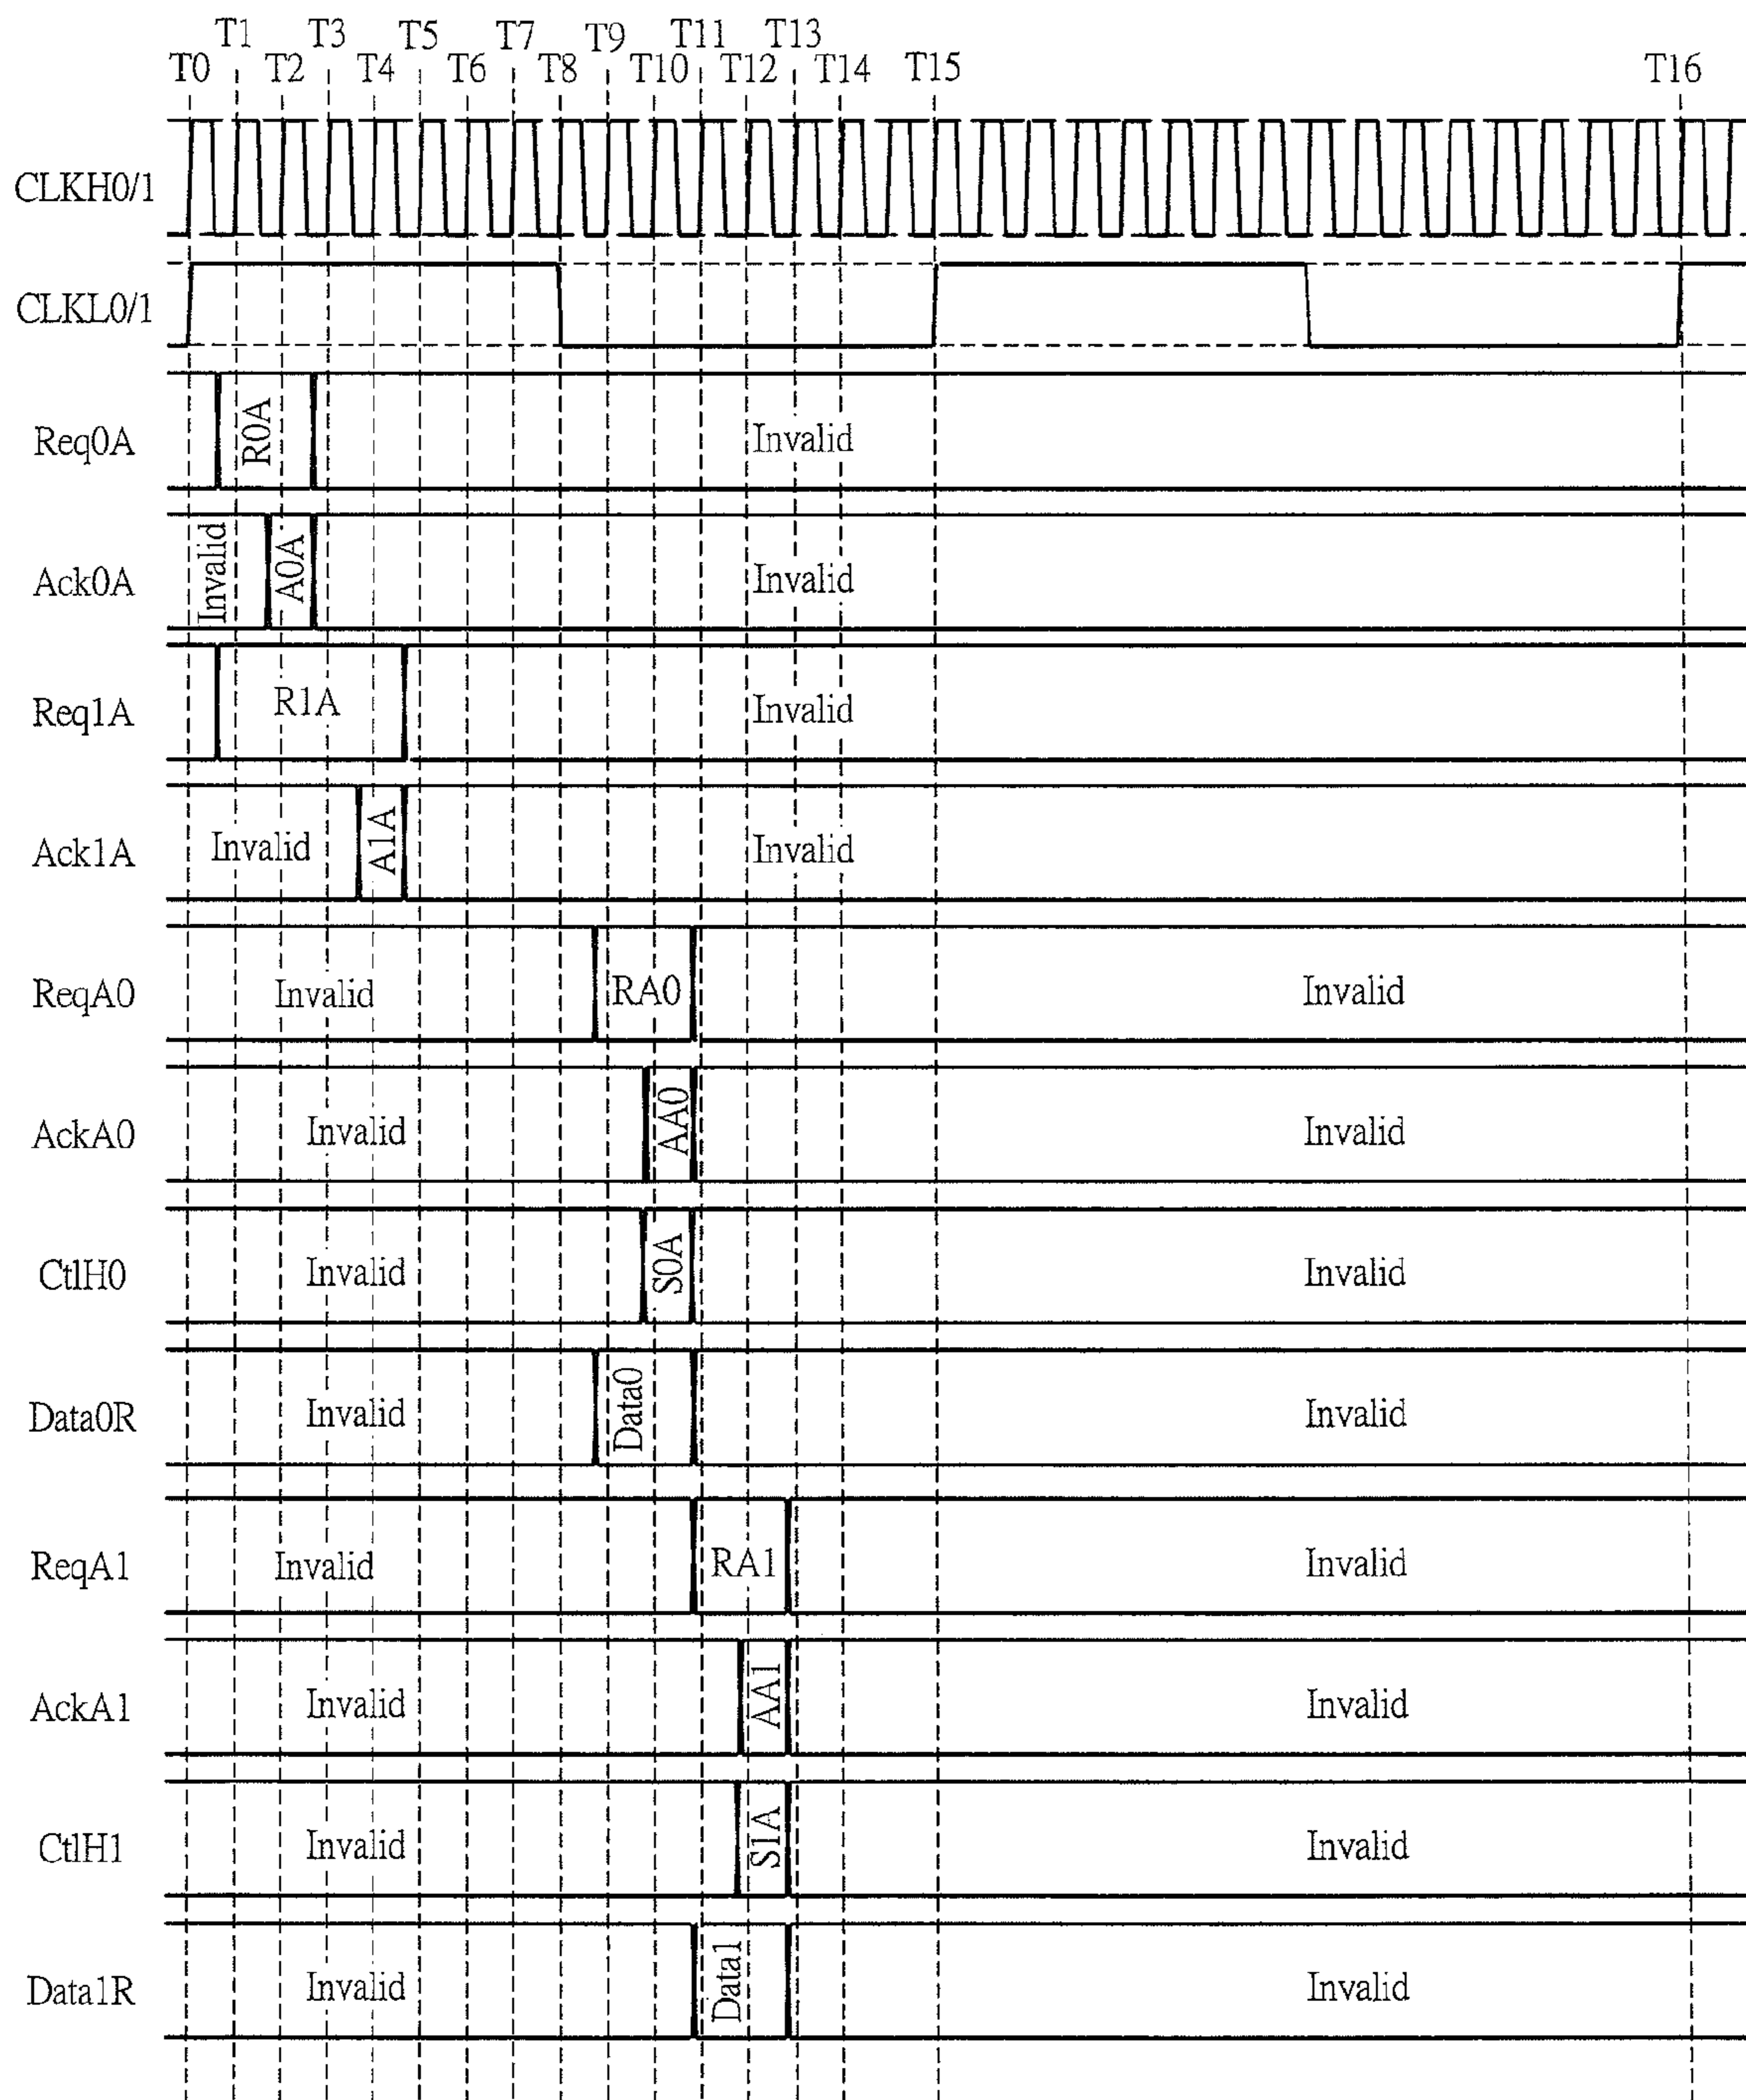 T1 T3 T5 T7 T9 T11 T13
T0 T2 T4 T6 T8 T10 T12 T14 T15 T16
CLKH0/1
CLKL0/1
Req0A R0A Invalid
Ack0A Invalid A0A Invalid
Req1A R1A Invalid
Ack1A Invalid A1A Invalid
ReqA0 Invalid RA0 Invalid
AckA0 Invalid AA0 Invalid
CtlH0 Invalid S0A Invalid
Data0R Invalid Data0 Invalid
ReqA1 Invalid RA1 Invalid
AckA1 Invalid AA1 Invalid
CtlH1 Invalid S1A Invalid
Data1R Invalid Data1 Invalid